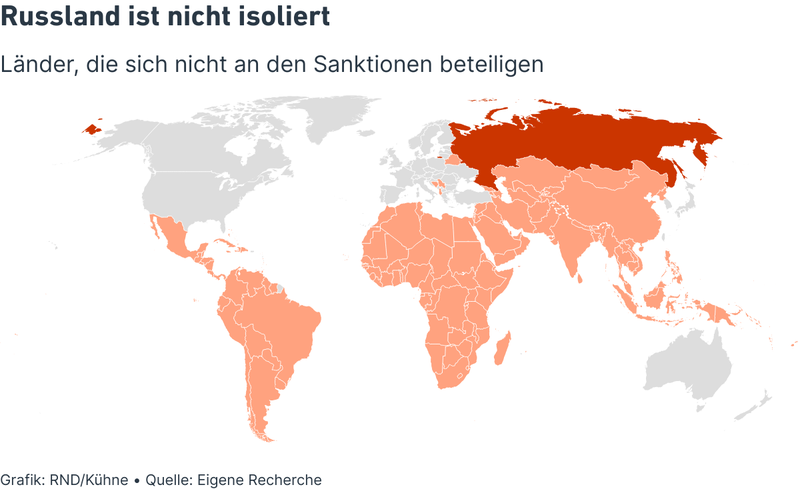 Russland ist nicht isoliert
Länder, die sich nicht an den Sanktionen beteiligen
Grafik: RND/Kühne • Quelle: Eigene Recherche